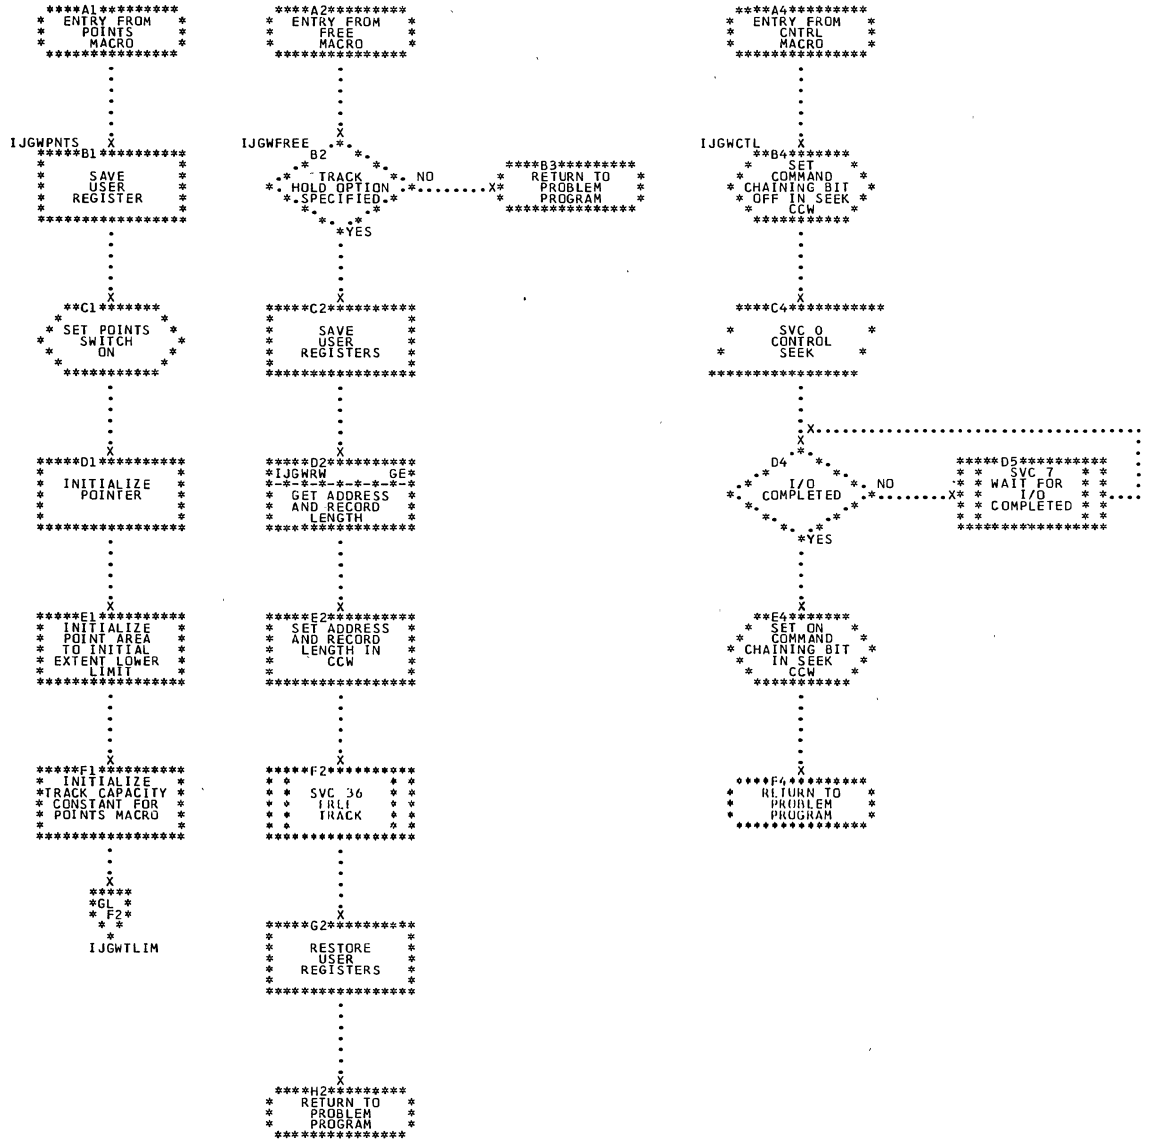 A1
ENTRY FROM
POINTS
MACRO
IJGWPNTS
B1
SAVE
USER
REGISTER
C1
SET POINTS
SWITCH
ON
D1
INITIALIZE
POINTER
E1
INITIALIZE
POINT AREA
TO INITIAL
EXTENT LOWER
LIMIT
F1
INITIALIZE
TRACK CAPACITY
CONSTANT FOR
POINTS MACRO
GL
F2
IJGWTLIM
A2
ENTRY FROM
FREE
MACRO
IJGWFREE
B2
TRACK
HOLD OPTION
SPECIFIED
NO
YES
B3
RETURN TO
PROBLEM
PROGRAM
C2
SAVE
USER
REGISTERS
D2
IJGWRW GE
GET ADDRESS
AND RECORD
LENGTH
E2
SET ADDRESS
AND RECORD
LENGTH IN
CCW
F2
SVC 36
FREE
TRACK
G2
RESTORE
USER
REGISTERS
H2
RETURN TO
PROBLEM
PROGRAM
A4
ENTRY FROM
CNTRL
MACRO
IJGWCTL
B4
SET
COMMAND
CHAINING BIT
OFF IN SEEK
CCW
C4
SVC 0
CONTROL
SEEK
D4
I/O
COMPLETED
NO
YES
D5
SVC 7
WAIT FOR
I/O
COMPLETED
E4
SET ON
COMMAND
CHAINING BIT
IN SEEK
CCW
F4
RETURN TO
PROBLEM
PROGRAM